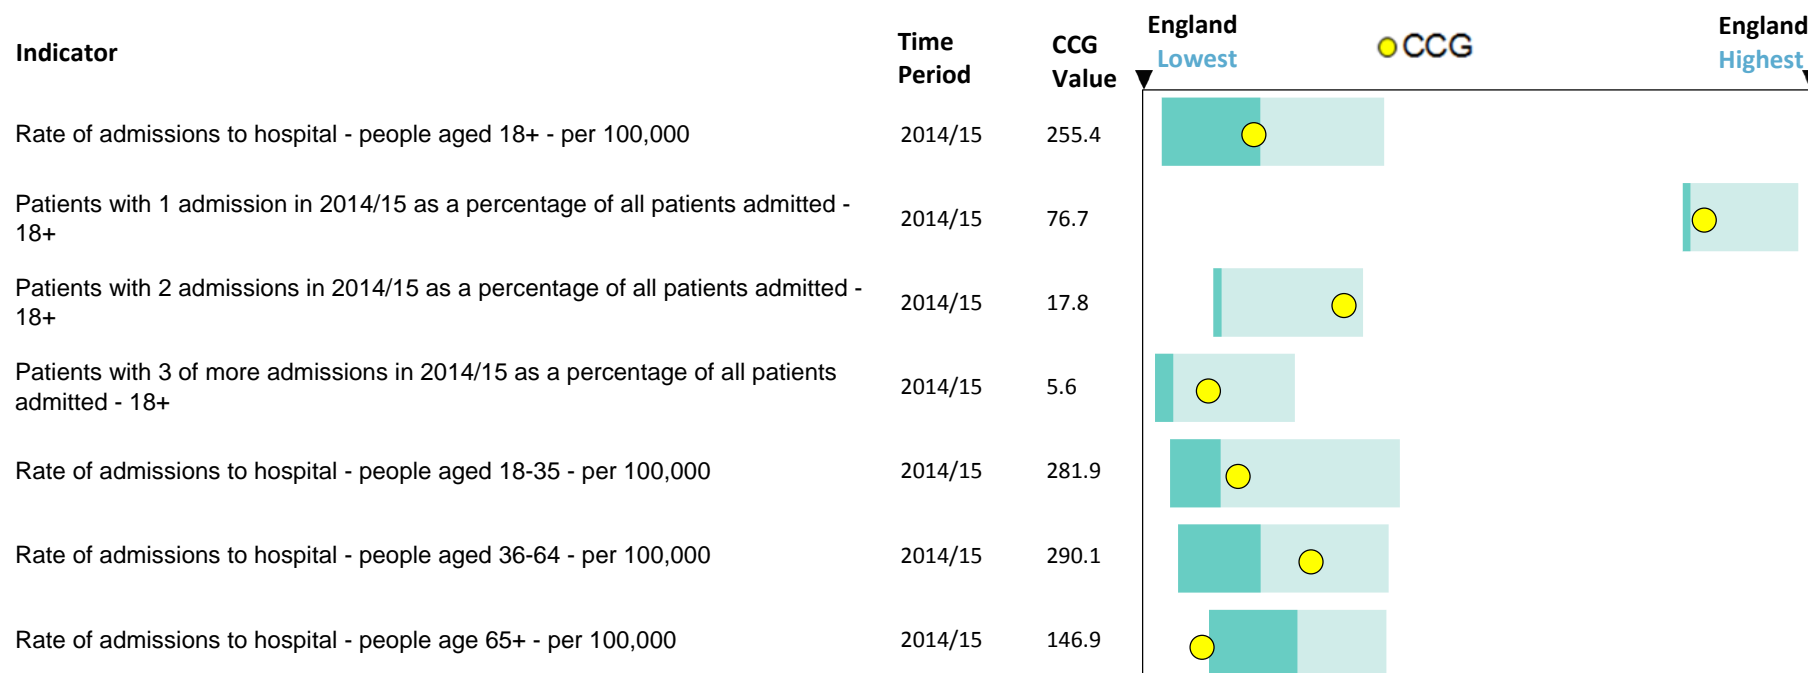 Indicator
Time
Period
CCG
Value
England
Lowest
CCG
England
Highest
Rate of admissions to hospital - people aged 18+ - per 100,000 2014/15 255.4
Patients with 1 admission in 2014/15 as a percentage of all patients admitted -
18+
2014/15 76.7
Patients with 2 admissions in 2014/15 as a percentage of all patients admitted -
18+
2014/15 17.8
Patients with 3 of more admissions in 2014/15 as a percentage of all patients
admitted - 18+
2014/15 5.6
Rate of admissions to hospital - people aged 18-35 - per 100,000 2014/15 281.9
Rate of admissions to hospital - people aged 36-64 - per 100,000 2014/15 290.1
Rate of admissions to hospital - people age 65+ - per 100,000 2014/15 146.9